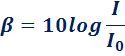 β = 10log I/I₀